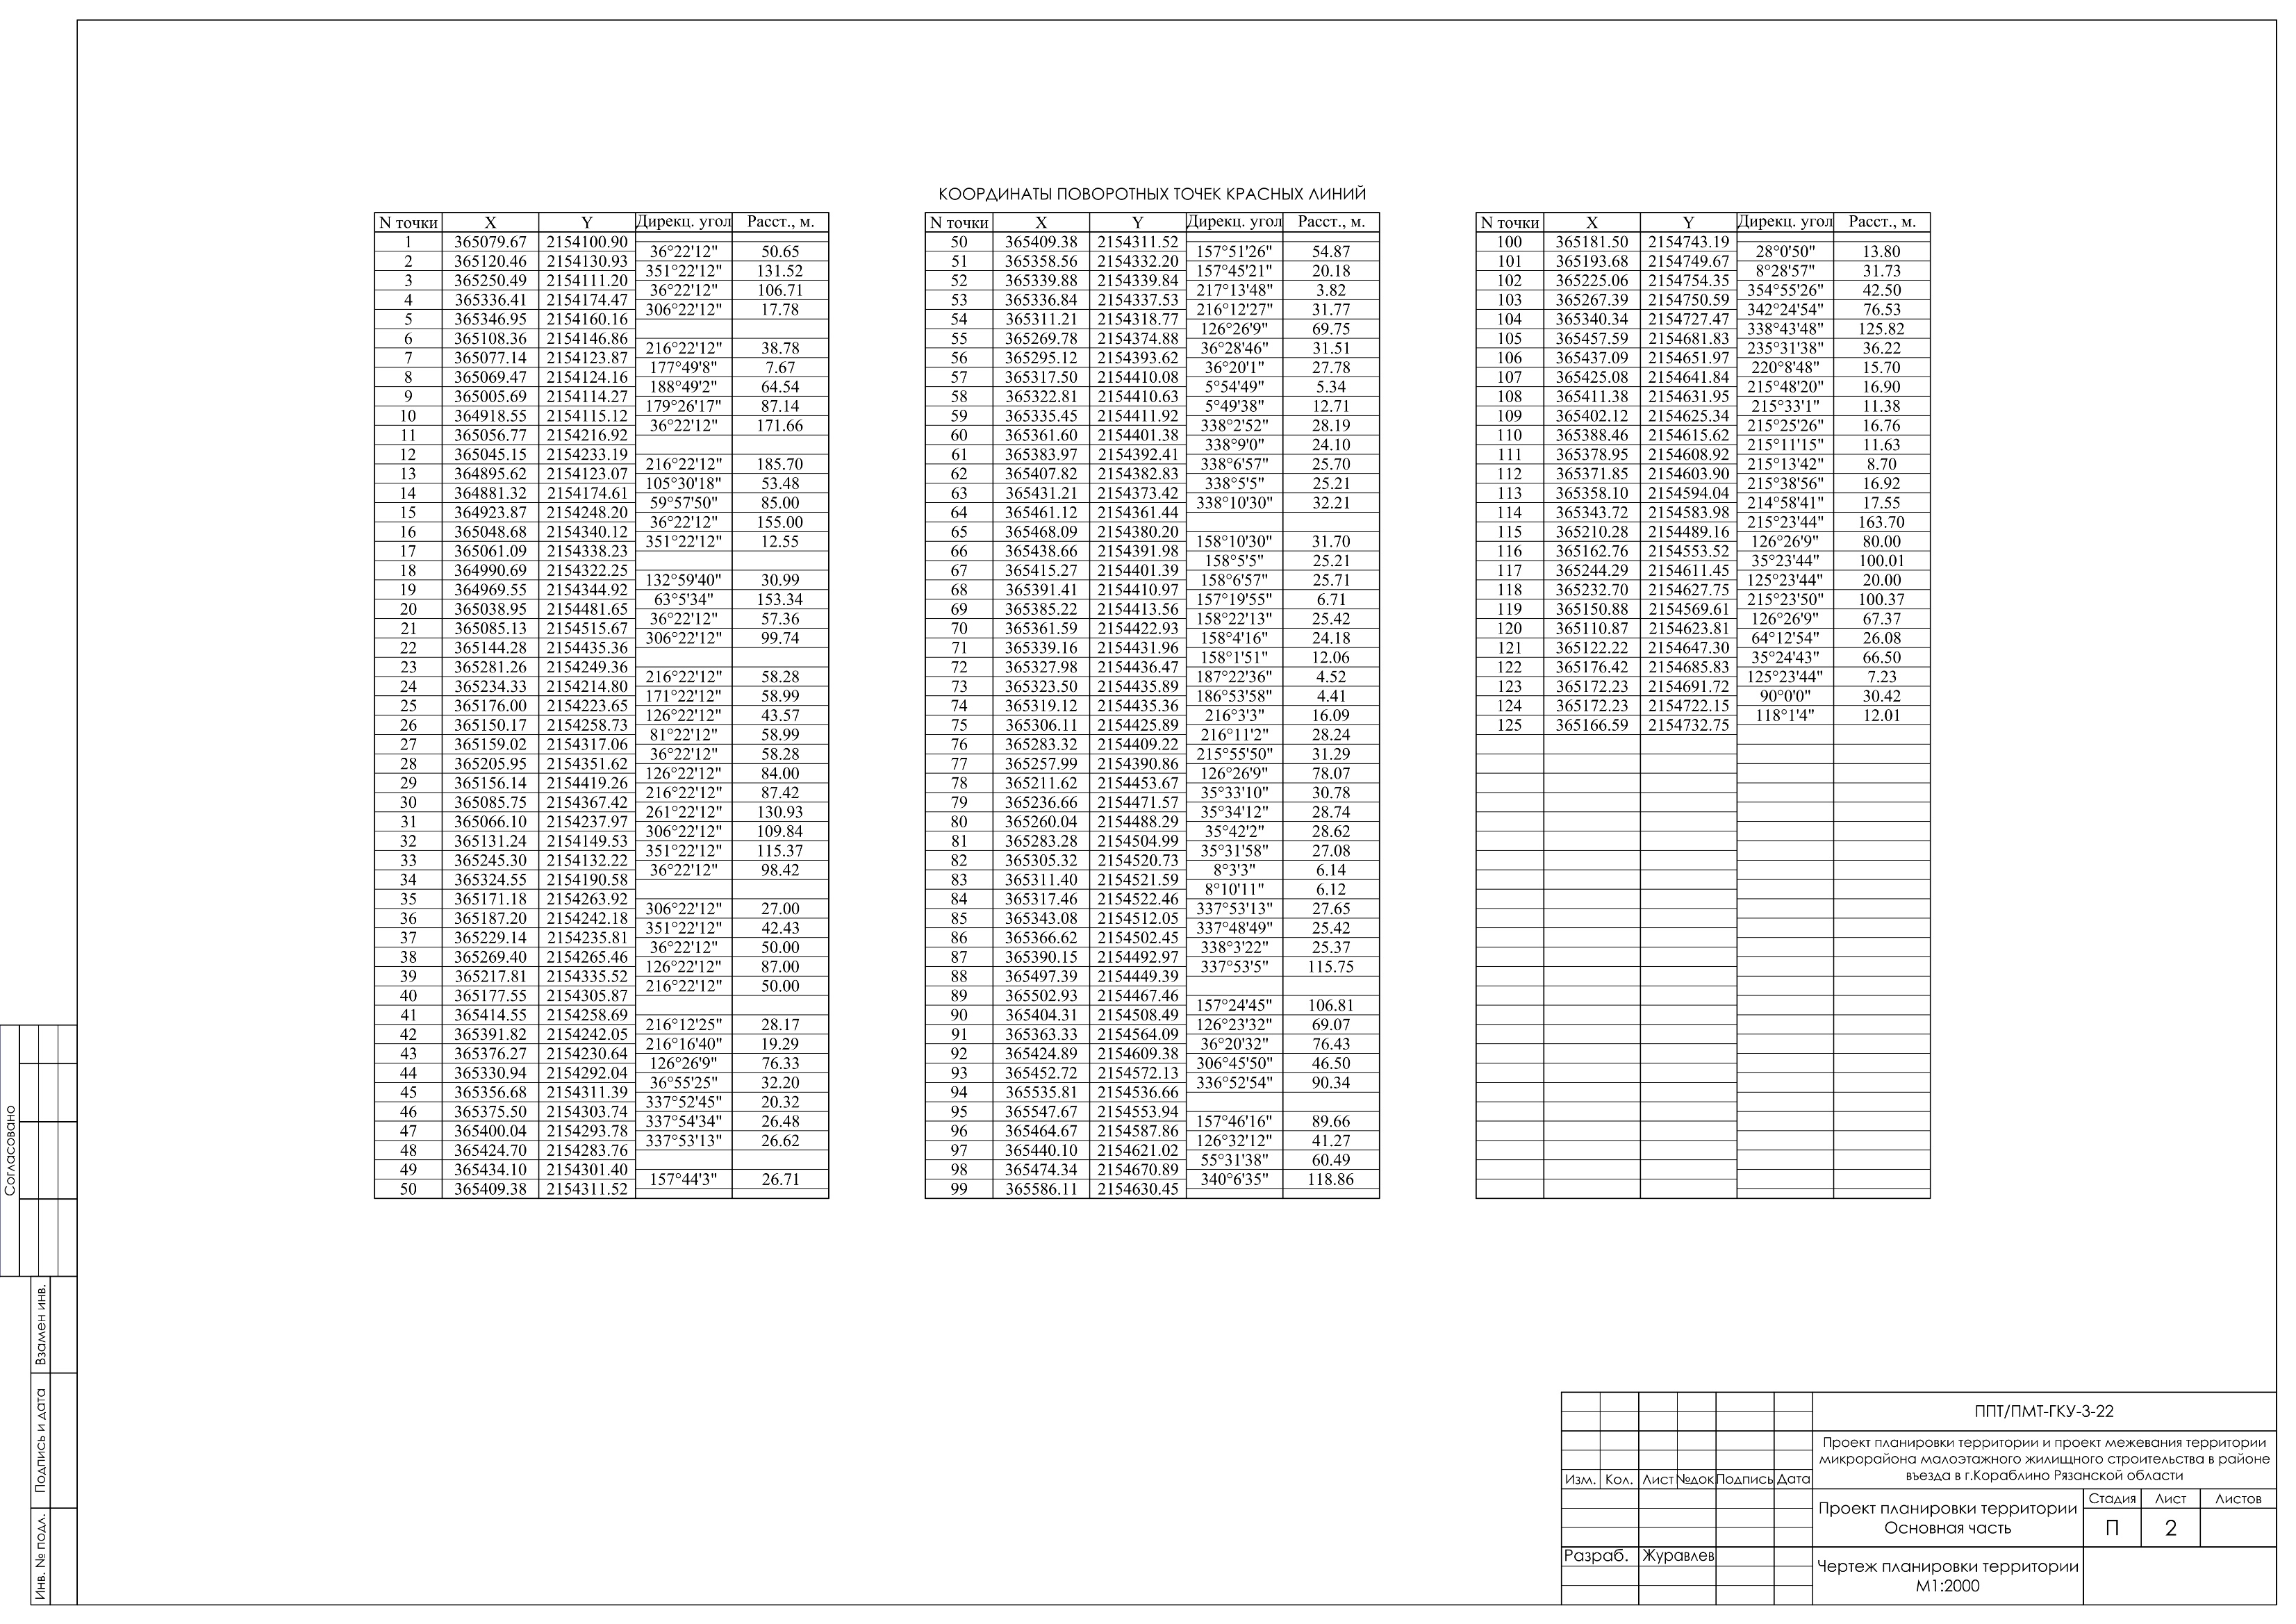 КООРДИНАТЫ ПОВОРОТНЫХ ТОЧЕК КРАСНЫХ ЛИНИЙ
N точки X Y Дирекц. угол Расст., м.
1 365079.67 2154100.90
36°22'12" 50.65
2 365120.46 2154130.93
351°22'12" 131.52
3 365250.49 2154111.20
36°22'12" 106.71
4 365336.41 2154174.47
306°22'12" 17.78
5 365346.95 2154160.16
6 365108.36 2154146.86
216°22'12" 38.78
7 365077.14 2154123.87
177°49'8" 7.67
8 365069.47 2154124.16
188°49'2" 64.54
9 365005.69 2154114.27
179°26'17" 87.14
10 364918.55 2154115.12
36°22'12" 171.66
11 365056.77 2154216.92
12 365045.15 2154233.19
216°22'12" 185.70
13 364895.62 2154123.07
105°30'18" 53.48
14 364881.32 2154174.61
59°57'50" 85.00
15 364923.87 2154248.20
36°22'12" 155.00
16 365048.68 2154340.12
351°22'12" 12.55
17 365061.09 2154338.23
18 364990.69 2154322.25
132°59'40" 30.99
19 364969.55 2154344.92
63°5'34" 153.34
20 365038.95 2154481.65
36°22'12" 57.36
21 365085.13 2154515.67
306°22'12" 99.74
22 365144.28 2154435.36
23 365281.26 2154249.36
216°22'12" 58.28
24 365234.33 2154214.80
171°22'12" 58.99
25 365176.00 2154223.65
126°22'12" 43.57
26 365150.17 2154258.73
81°22'12" 58.99
27 365159.02 2154317.06
36°22'12" 58.28
28 365205.95 2154351.62
126°22'12" 84.00
29 365156.14 2154419.26
216°22'12" 87.42
30 365085.75 2154367.42
261°22'12" 130.93
31 365066.10 2154237.97
306°22'12" 109.84
32 365131.24 2154149.53
351°22'12" 115.37
33 365245.30 2154132.22
36°22'12" 98.42
34 365324.55 2154190.58
35 365171.18 2154263.92
306°22'12" 27.00
36 365187.20 2154242.18
351°22'12" 42.43
37 365229.14 2154235.81
36°22'12" 50.00
38 365269.40 2154265.46
126°22'12" 87.00
39 365217.81 2154335.52
216°22'12" 50.00
40 365177.55 2154305.87
41 365414.55 2154258.69
216°12'25" 28.17
42 365391.82 2154242.05
216°16'40" 19.29
43 365376.27 2154230.64
126°26'9" 76.33
44 365330.94 2154292.04
36°55'25" 32.20
45 365356.68 2154311.39
337°52'45" 20.32
46 365375.50 2154303.74
337°54'34" 26.48
47 365400.04 2154293.78
337°53'13" 26.62
48 365424.70 2154283.76
49 365434.10 2154301.40
157°44'3" 26.71
50 365409.38 2154311.52
N точки X Y Дирекц. угол Расст., м.
50 365409.38 2154311.52
157°51'26" 54.87
51 365358.56 2154332.20
157°45'21" 20.18
52 365339.88 2154339.84
217°13'48" 3.82
53 365336.84 2154337.53
216°12'27" 31.77
54 365311.21 2154318.77
126°26'9" 69.75
55 365269.78 2154374.88
36°28'46" 31.51
56 365295.12 2154393.62
36°20'1" 27.78
57 365317.50 2154410.08
5°54'49" 5.34
58 365322.81 2154410.63
5°49'38" 12.71
59 365335.45 2154411.92
338°2'52" 28.19
60 365361.60 2154401.38
338°9'0" 24.10
61 365383.97 2154392.41
338°6'57" 25.70
62 365407.82 2154382.83
338°5'5" 25.21
63 365431.21 2154373.42
338°10'30" 32.21
64 365461.12 2154361.44
65 365468.09 2154380.20
158°10'30" 31.70
66 365438.66 2154391.98
158°5'5" 25.21
67 365415.27 2154401.39
158°6'57" 25.71
68 365391.41 2154410.97
157°19'55" 6.71
69 365385.22 2154413.56
158°22'13" 25.42
70 365361.59 2154422.93
158°4'16" 24.18
71 365339.16 2154431.96
158°1'51" 12.06
72 365327.98 2154436.47
187°22'36" 4.52
73 365323.50 2154435.89
186°53'58" 4.41
74 365319.12 2154435.36
216°3'3" 16.09
75 365306.11 2154425.89
216°11'2" 28.24
76 365283.32 2154409.22
215°55'50" 31.29
77 365257.99 2154390.86
126°26'9" 78.07
78 365211.62 2154453.67
35°33'10" 30.78
79 365236.66 2154471.57
35°34'12" 28.74
80 365260.04 2154488.29
35°42'2" 28.62
81 365283.28 2154504.99
35°31'58" 27.08
82 365305.32 2154520.73
8°3'3" 6.14
83 365311.40 2154521.59
8°10'11" 6.12
84 365317.46 2154522.46
337°53'13" 27.65
85 365343.08 2154512.05
337°48'49" 25.42
86 365366.62 2154502.45
338°3'22" 25.37
87 365390.15 2154492.97
337°53'5" 115.75
88 365497.39 2154449.39
89 365502.93 2154467.46
157°24'45" 106.81
90 365404.31 2154508.49
126°23'32" 69.07
91 365363.33 2154564.09
36°20'32" 76.43
92 365424.89 2154609.38
306°45'50" 46.50
93 365452.72 2154572.13
336°52'54" 90.34
94 365535.81 2154536.66
95 365547.67 2154553.94
157°46'16" 89.66
96 365464.67 2154587.86
126°32'12" 41.27
97 365440.10 2154621.02
55°31'38" 60.49
98 365474.34 2154670.89
340°6'35" 118.86
99 365586.11 2154630.45
N точки X Y Дирекц. угол Расст., м.
100 365181.50 2154743.19
28°0'50" 13.80
101 365193.68 2154749.67
8°28'57" 31.73
102 365225.06 2154754.35
354°55'26" 42.50
103 365267.39 2154750.59
342°24'54" 76.53
104 365340.34 2154727.47
338°43'48" 125.82
105 365457.59 2154681.83
235°31'38" 36.22
106 365437.09 2154651.97
220°8'48" 15.70
107 365425.08 2154641.84
215°48'20" 16.90
108 365411.38 2154631.95
215°33'1" 11.38
109 365402.12 2154625.34
215°25'26" 16.76
110 365388.46 2154615.62
215°11'15" 11.63
111 365378.95 2154608.92
215°13'42" 8.70
112 365371.85 2154603.90
215°38'56" 16.92
113 365358.10 2154594.04
214°58'41" 17.55
114 365343.72 2154583.98
215°23'44" 163.70
115 365210.28 2154489.16
126°26'9" 80.00
116 365162.76 2154553.52
35°23'44" 100.01
117 365244.29 2154611.45
125°23'44" 20.00
118 365232.70 2154627.75
215°23'50" 100.37
119 365150.88 2154569.61
126°26'9" 67.37
120 365110.87 2154623.81
64°12'54" 26.08
121 365122.22 2154647.30
35°24'43" 66.50
122 365176.42 2154685.83
125°23'44" 7.23
123 365172.23 2154691.72
90°0'0" 30.42
124 365172.23 2154722.15
118°1'4" 12.01
125 365166.59 2154732.75
Согласовано
Взамен инв.
Подпись и дата
Инв. № подл.
ППТ/ПМТ-ГКУ-3-22
Проект планировки территории и проект межевания территории
микрорайона малоэтажного жилищного строительства в районе
въезда в г.Кораблино Рязанской области
Изм. Кол. Лист №док Подпись Дата
Проект планировки территории
Основная часть
Стадия Лист Листов
П 2
Разраб. Журавлев
Чертеж планировки территории
М1:2000